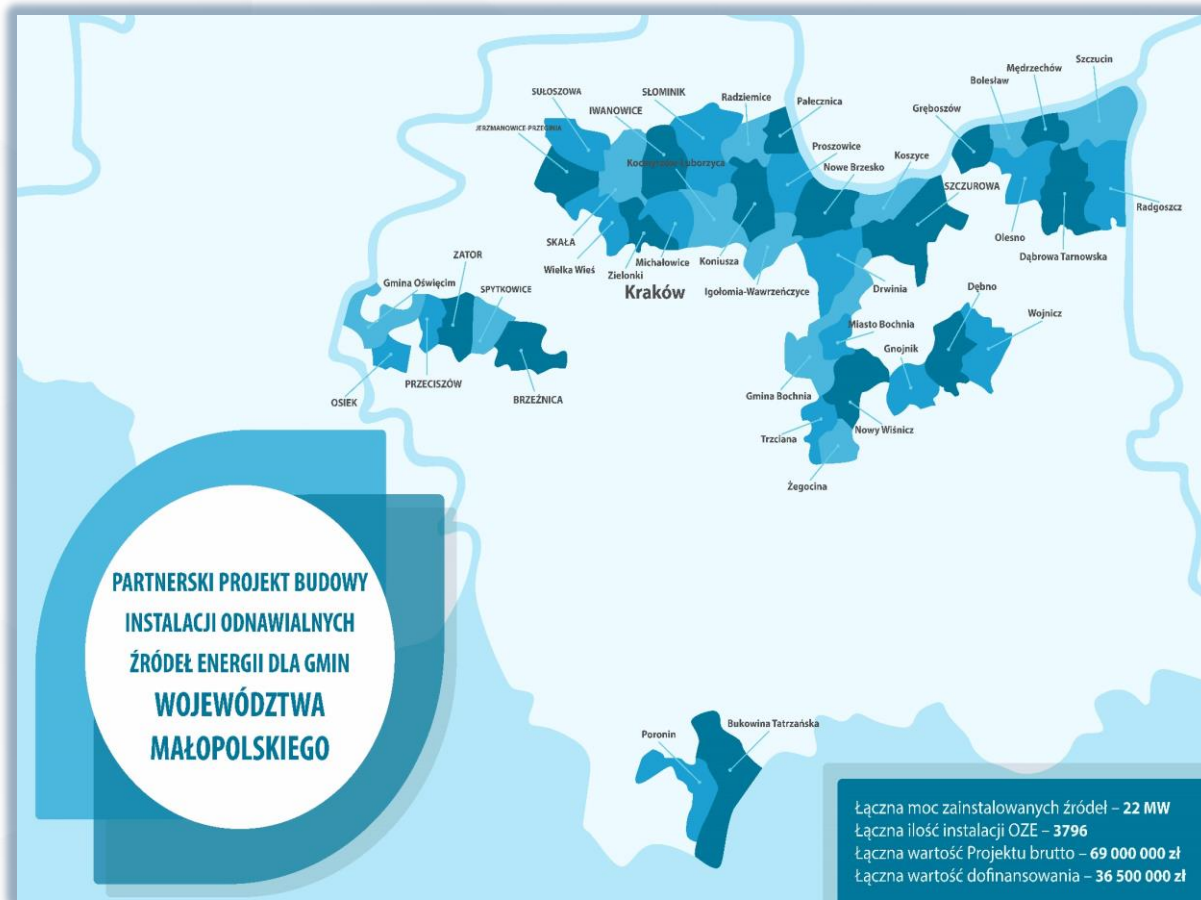 Szczucin
Mędrzechów
Bolesław
Gręboszów
SUŁOSZOWA
SŁOMINIK
Radziemice
Pałecznica
IWANOWICE
JERZMANOWICE-PRZEGINIA
Proszowice
Koszyce
Kocmyrzów-Luborzyca
Nowe Brzesko
SZCZUROWA
Radgoszcz
Olesno
Dąbrowa Tarnowska
SKAŁA
Wielka Wieś
Zielonki
Michałowice
Koniusza
Kraków
Igołomia-Wawrzeńczyce
Drwinia
ZATOR
Gmina Oświęcim
SPYTKOWICE
Dębno
Wojnicz
Miasto Bochnia
Gnojnik
PRZECISZÓW
OSIEK
BRZEŹNICA
Gmina Bochnia
Nowy Wiśnicz
Trzciana
Żegocina
PARTNERSKI PROJEKT BUDOWY
INSTALACJI ODNAWIALNYCH
ŹRÓDEŁ ENERGII DLA GMIN
WOJEWÓDZTWA
MAŁOPOLSKIEGO
Bukowina Tatrzańska
Poronin
Łączna moc zainstalowanych źródeł – 22 MW
Łączna ilość instalacji OZE – 3796
Łączna wartość Projektu brutto – 69 000 000 zł
Łączna wartość dofinansowania – 36 500 000 zł